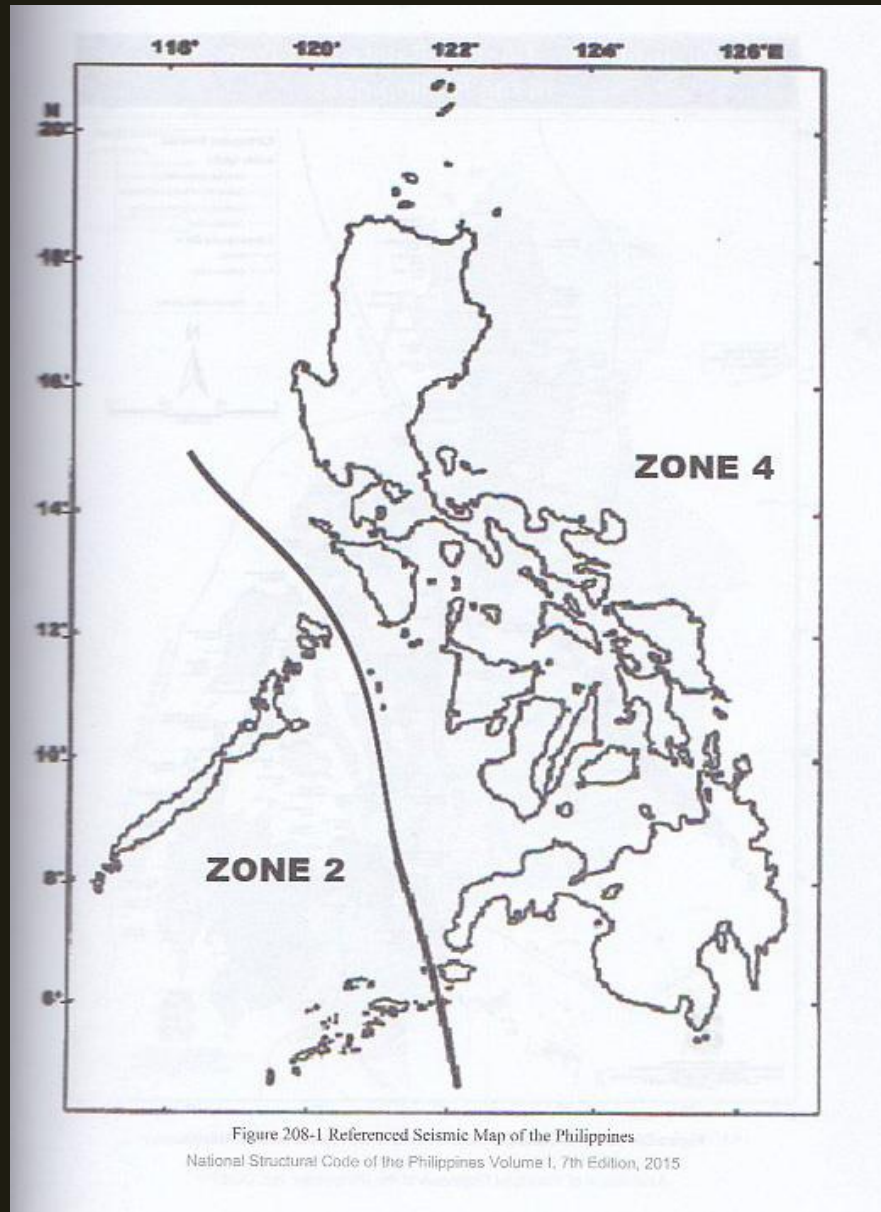 118° 120° 122° 124° 126°E
N
20°
18°
16°
ZONE 4
14°
12°
10°
ZONE 2
8°
6°
Figure 208-1 Referenced Seismic Map of the Philippines
National Structural Code of the Philippines Volume I, 7th Edition, 2015